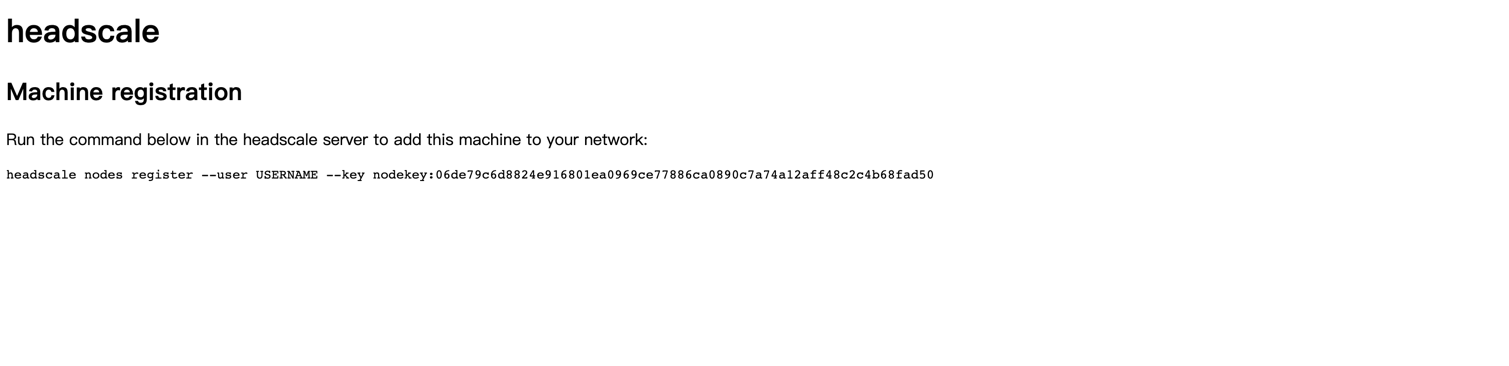 headscale
Machine registration
Run the command below in the headscale server to add this machine to your network:
headscale nodes register --user USERNAME --key nodekey:06de79c6d8824e916801ea0969ce77886ca0890c7a74a12aff48c2c4b68fad50